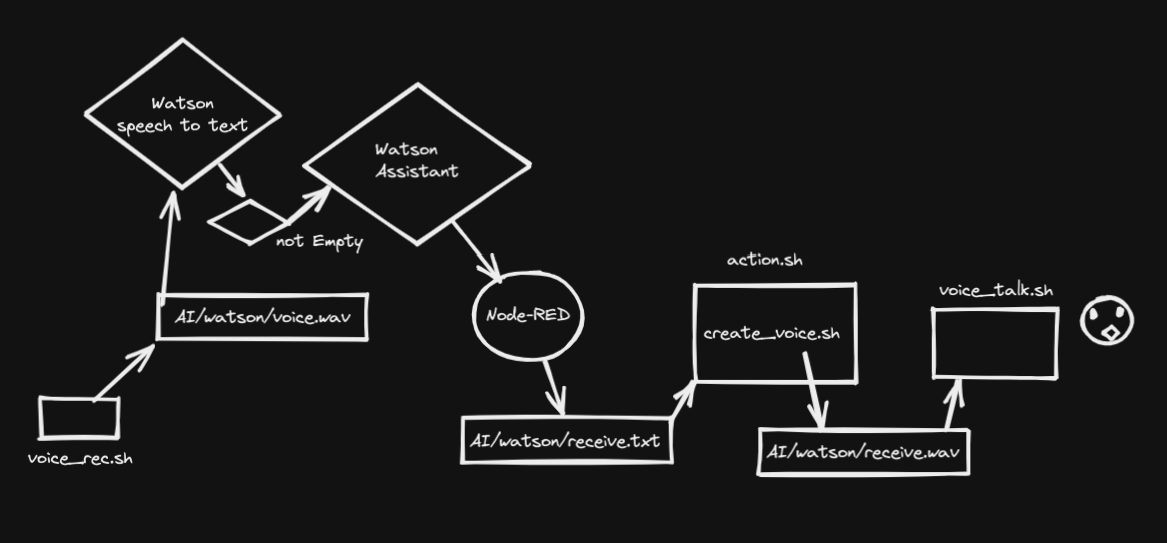 Watson
speech to text
Watson
Assistant
not Empty
AI/watson/voice.wav
voice_rec.sh
Node-RED
AI/watson/receive.txt
action.sh
create_voice.sh
AI/watson/receive.wav
voice_talk.sh